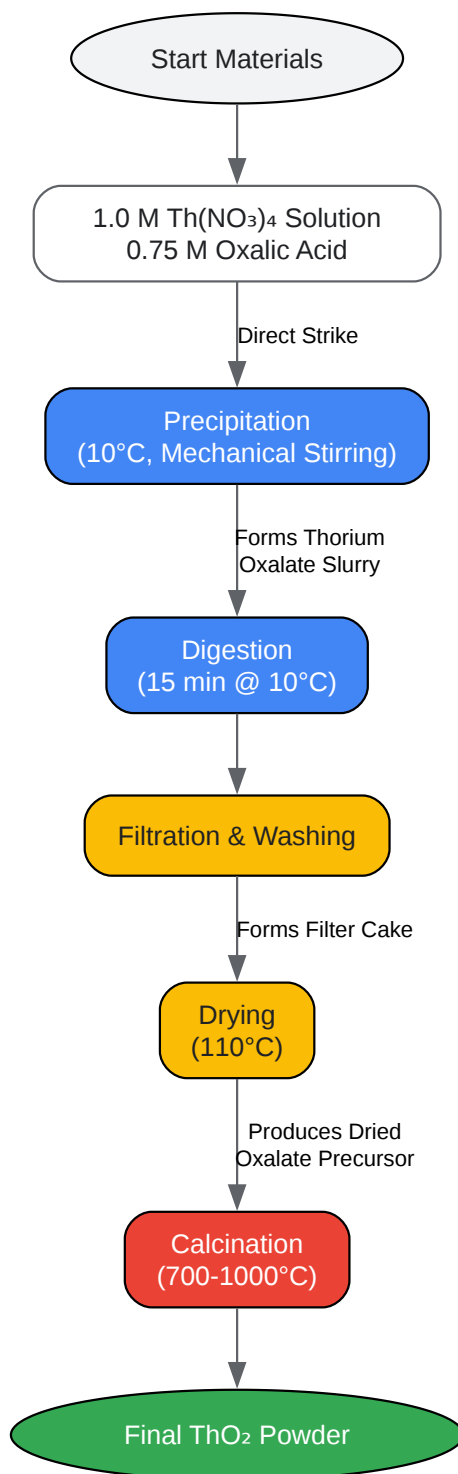 Start Materials
1.0 M Th(NO₃)₄ Solution
0.75 M Oxalic Acid
Direct Strike
Precipitation
(10°C, Mechanical Stirring)
Forms Thorium
Oxalate Slurry
Digestion
(15 min @ 10°C)
Filtration & Washing
Forms Filter Cake
Drying
(110°C)
Produces Dried
Oxalate Precursor
Calcination
(700-1000°C)
Final ThO₂ Powder